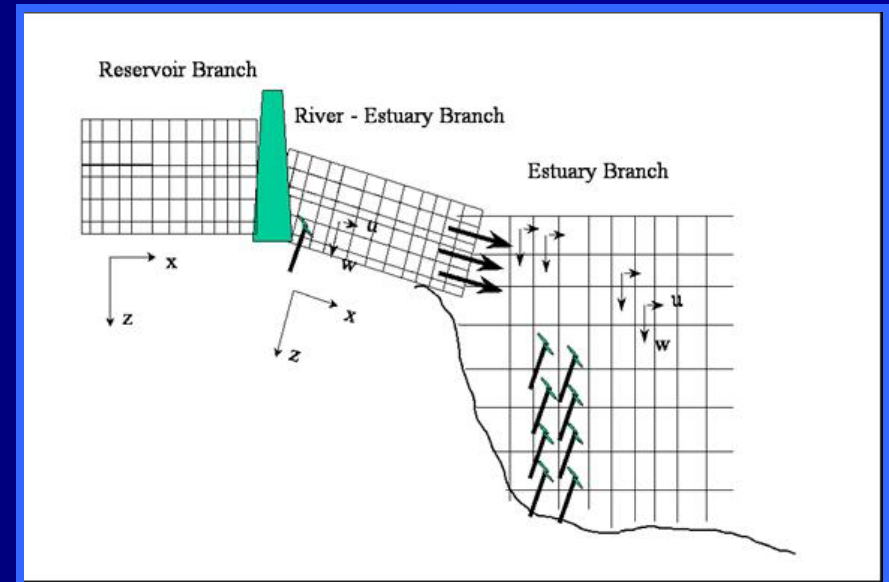 Reservoir Branch
River - Estuary Branch
Estuary Branch
u
w
x
z
x
z
u
w